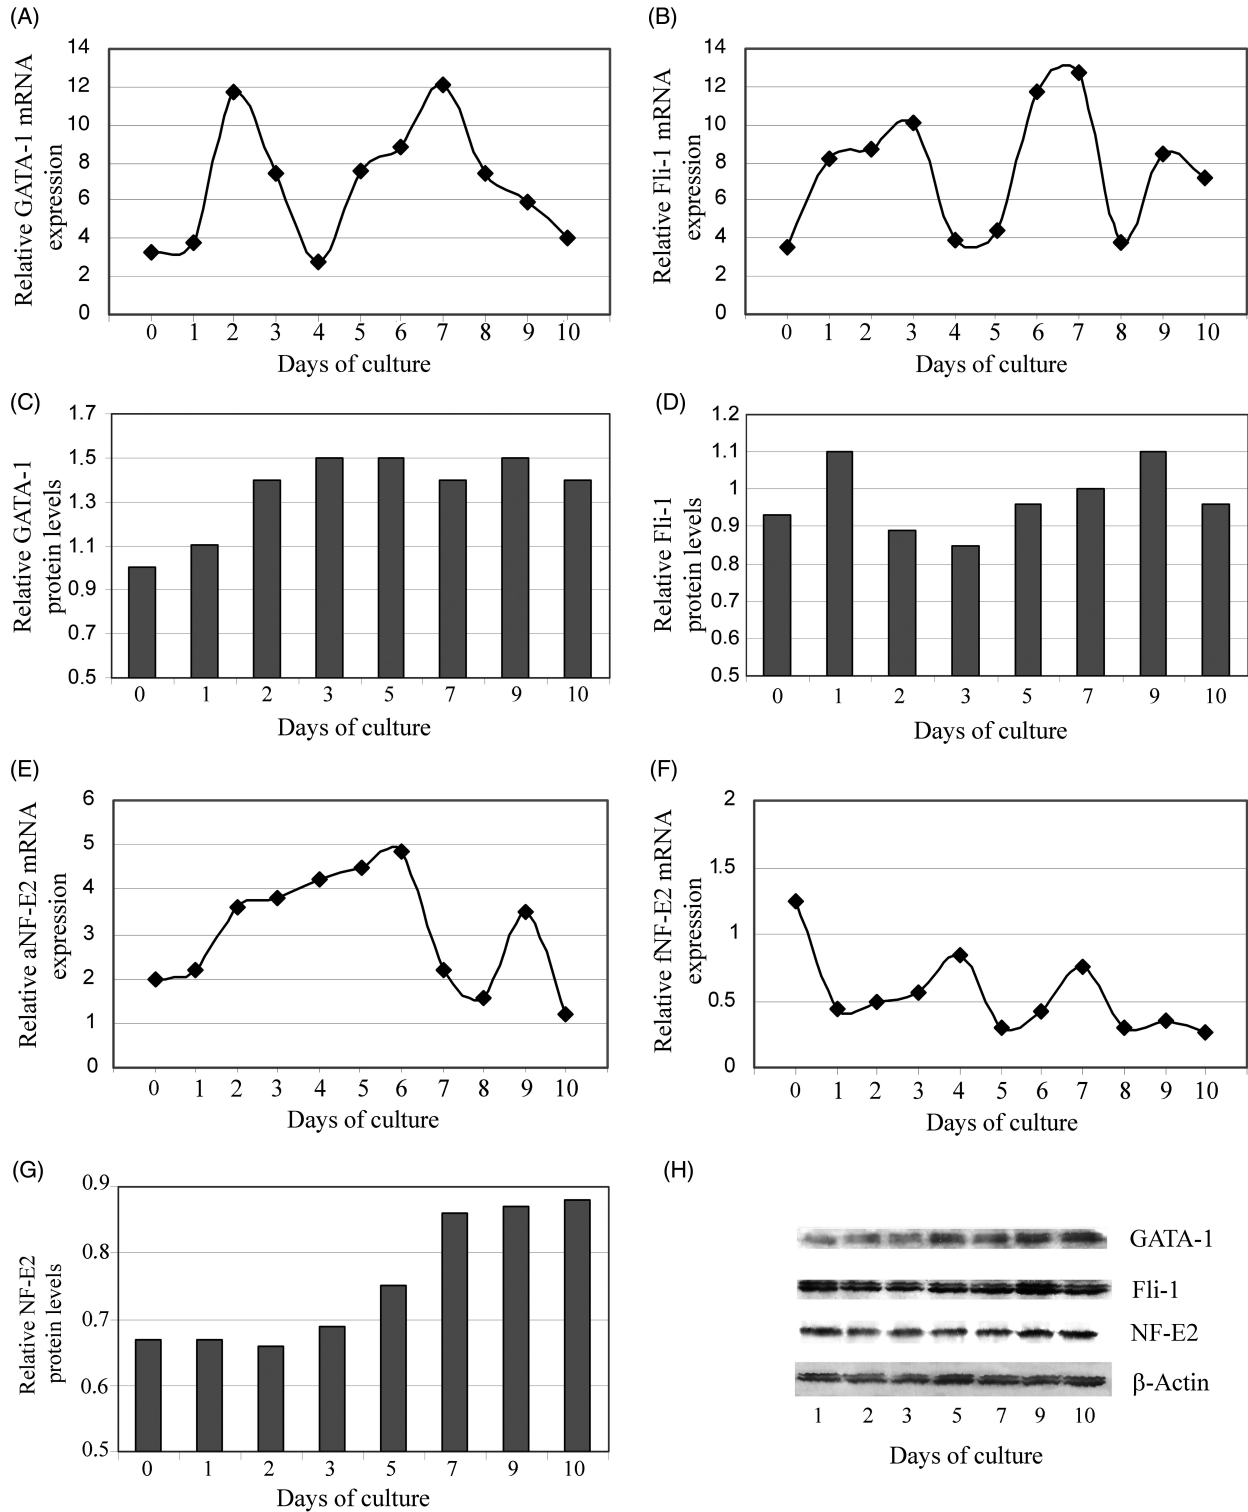 (A)
Relative GATA-1 mRNA
expression
14
12
10
8
6
4
2
0
0 1 2 3 4 5 6 7 8 9 10
Days of culture
(B)
Relative Fli-1 mRNA
expression
14
12
10
8
6
4
2
0
0 1 2 3 4 5 6 7 8 9 10
Days of culture
(C)
Relative GATA-1
protein levels
1.7
1.5
1.3
1.1
0.9
0.7
0.5
0 1 2 3 5 7 9 10
Days of culture
(D)
Relative Fli-1
protein levels
1.2
1.1
1
0.9
0.8
0.7
0.6
0.5
0 1 2 3 5 7 9 10
Days of culture
(E)
Relative aNF-E2 mRNA
expression
6
5
4
3
2
1
0
0 1 2 3 4 5 6 7 8 9 10
Days of culture
(F)
Relative fNF-E2 mRNA
expression
2
1.5
1
0.5
0
0 1 2 3 4 5 6 7 8 9 10
Days of culture
(G)
Relative NF-E2
protein levels
0.9
0.8
0.7
0.6
0.5
0 1 2 3 5 7 9 10
Days of culture
(H)
GATA-1
Fli-1
NF-E2
β-Actin
1 2 3 5 7 9 10
Days of culture